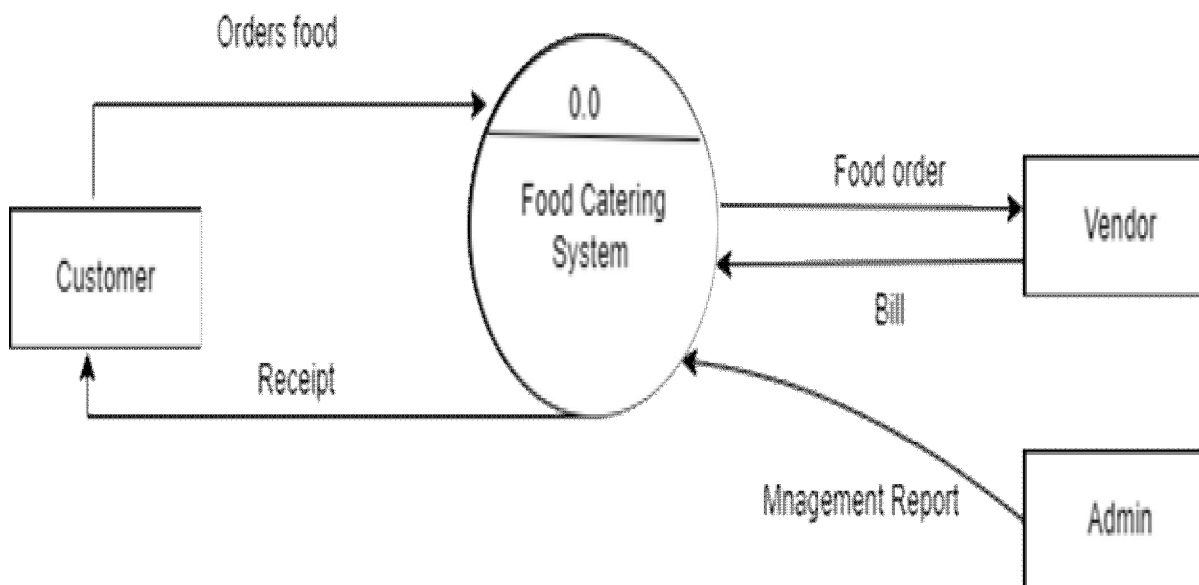 Orders food
0.0
Food Catering
System
Customer
Food order
Vendor
Bill
Receipt
Mnagement Report
Admin